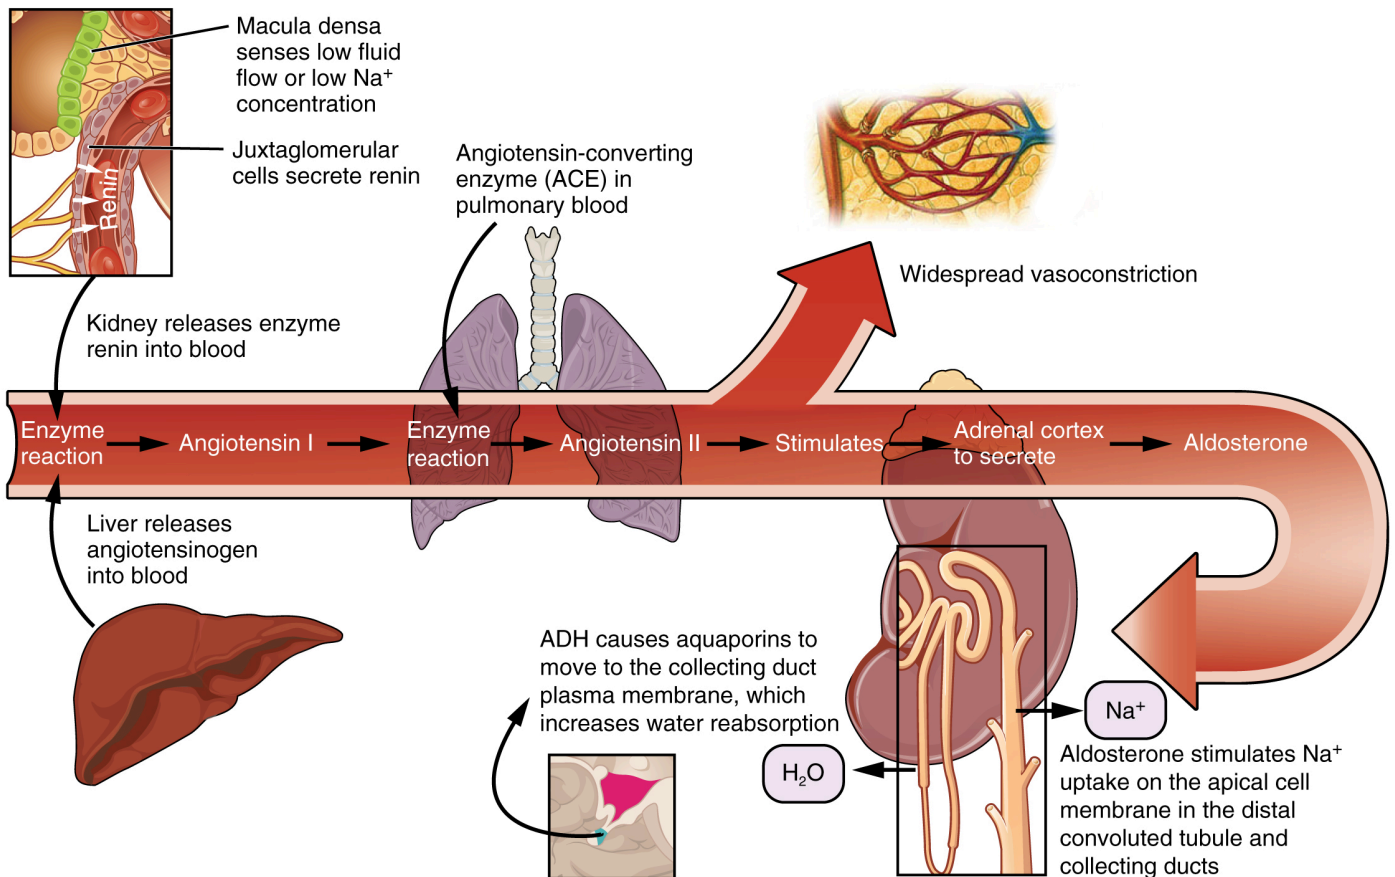 Macula densa
senses low fluid
flow or low Na⁺
concentration
Juxtaglomerular
cells secrete renin
Renin
Angiotensin-converting
enzyme (ACE) in
pulmonary blood
Widespread vasoconstriction
Kidney releases enzyme
renin into blood
Enzyme
reaction
Angiotensin I
Enzyme
reaction
Angiotensin II
Stimulates
Adrenal cortex
to secrete
Aldosterone
Liver releases
angiotensinogen
into blood
ADH causes aquaporins to
move to the collecting duct
plasma membrane, which
increases water reabsorption
H₂O
Na⁺
Aldosterone stimulates Na⁺
uptake on the apical cell
membrane in the distal
convoluted tubule and
collecting ducts